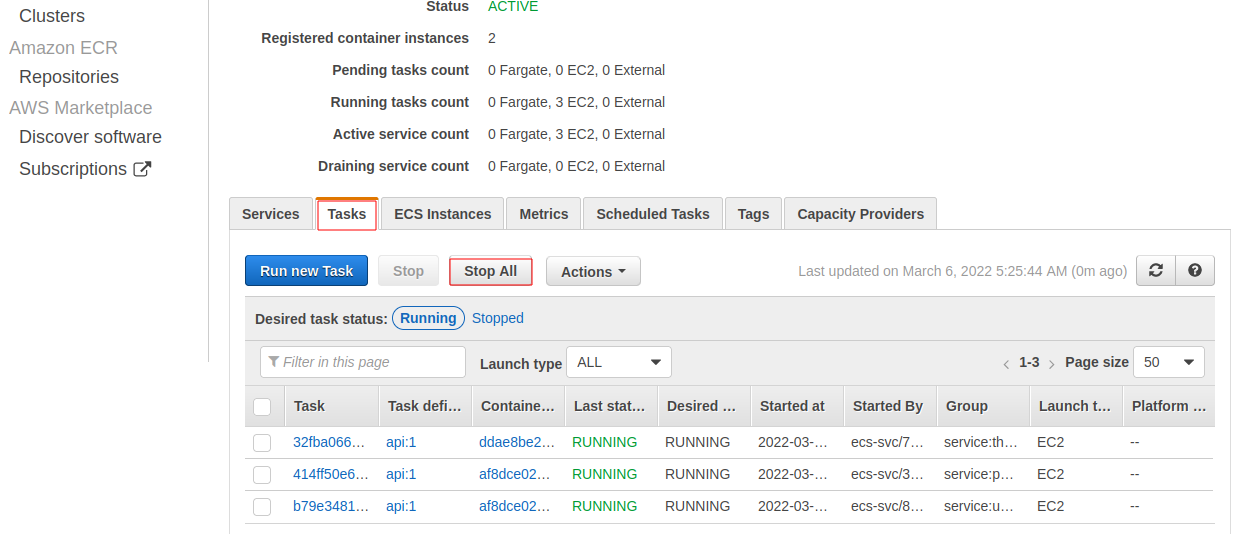 Clusters
Amazon ECR
Repositories
AWS Marketplace
Discover software
Subscriptions
Status ACTIVE
Registered container instances 2
Pending tasks count 0 Fargate, 0 EC2, 0 External
Running tasks count 0 Fargate, 3 EC2, 0 External
Active service count 0 Fargate, 3 EC2, 0 External
Draining service count 0 Fargate, 0 EC2, 0 External
Services Tasks ECS Instances Metrics Scheduled Tasks Tags Capacity Providers
Run new Task Stop Stop All Actions Last updated on March 6, 2022 5:25:44 AM (0m ago)
Desired task status: Running Stopped
Filter in this page Launch type ALL < 1-3 > Page size 50
Task Task defi... Containe... Last stat... Desired ... Started at Started By Group Launch t... Platform ...
32fba066... api:1 ddae8be2... RUNNING RUNNING 2022-03-... ecs-svc/7... service:th... EC2 --
414ff50e6... api:1 af8dce02... RUNNING RUNNING 2022-03-... ecs-svc/3... service:p... EC2 --
b79e3481... api:1 af8dce02... RUNNING RUNNING 2022-03-... ecs-svc/8... service:u... EC2 --